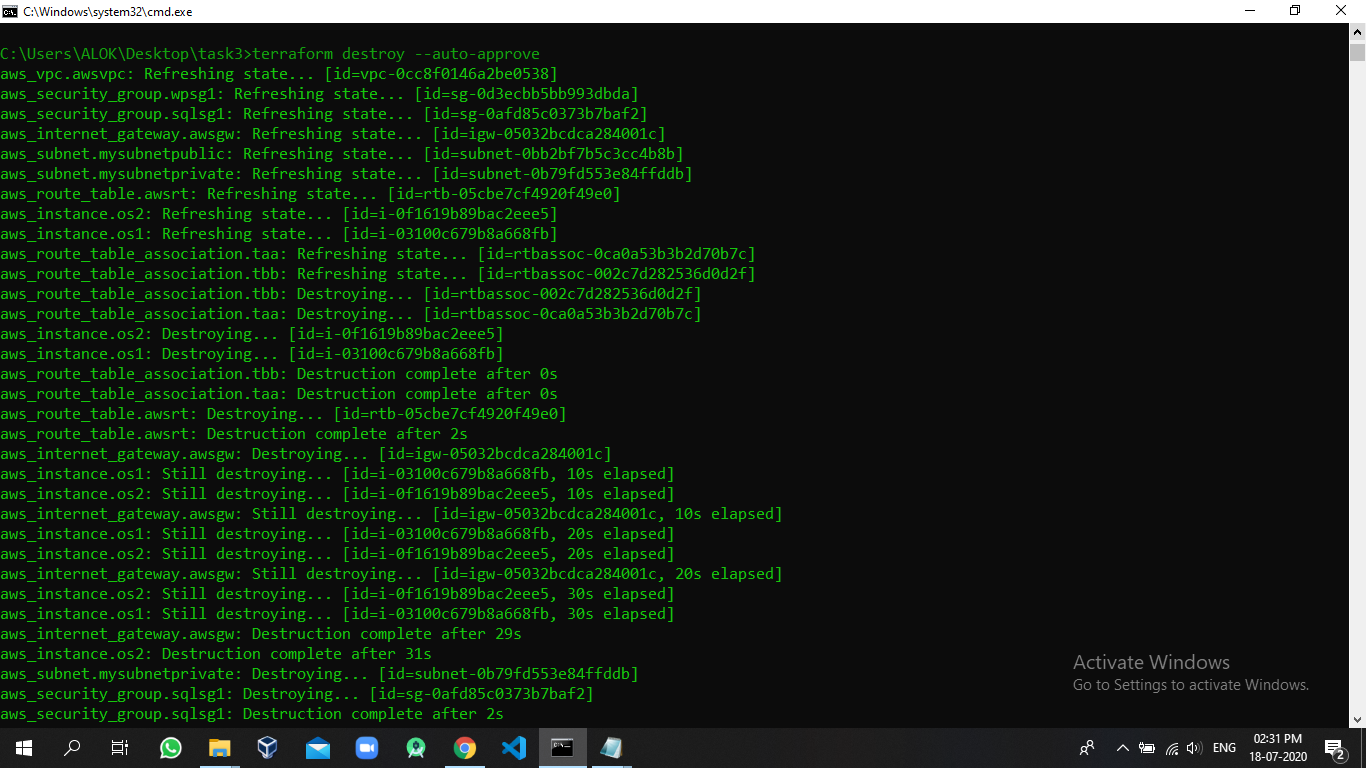 C:\Windows\system32\cmd.exe
C:\Users\ALOK\Desktop\task3>terraform destroy --auto-approve
aws_vpc.awsvpc: Refreshing state... [id=vpc-0cc8f0146a2be0538]
aws_security_group.wpsg1: Refreshing state... [id=sg-0d3ecbb5bb993dbda]
aws_security_group.sqlsg1: Refreshing state... [id=sg-0afd85c0373b7baf2]
aws_internet_gateway.awsgw: Refreshing state... [id=igw-05032bcdca284001c]
aws_subnet.mysubnetpublic: Refreshing state... [id=subnet-0bb2bf7b5c3cc4b8b]
aws_subnet.mysubnetprivate: Refreshing state... [id=subnet-0b79fd553e84ffddb]
aws_route_table.awsrt: Refreshing state... [id=rtb-05cbe7cf4920f49e0]
aws_instance.os2: Refreshing state... [id=i-0f1619b89bac2eee5]
aws_instance.os1: Refreshing state... [id=i-03100c679b8a668fb]
aws_route_table_association.taa: Refreshing state... [id=rtbassoc-0ca0a53b3b2d70b7c]
aws_route_table_association.tbb: Refreshing state... [id=rtbassoc-002c7d282536d0d2f]
aws_route_table_association.tbb: Destroying... [id=rtbassoc-002c7d282536d0d2f]
aws_route_table_association.taa: Destroying... [id=rtbassoc-0ca0a53b3b2d70b7c]
aws_instance.os2: Destroying... [id=i-0f1619b89bac2eee5]
aws_instance.os1: Destroying... [id=i-03100c679b8a668fb]
aws_route_table_association.tbb: Destruction complete after 0s
aws_route_table_association.taa: Destruction complete after 0s
aws_route_table.awsrt: Destroying... [id=rtb-05cbe7cf4920f49e0]
aws_route_table.awsrt: Destruction complete after 2s
aws_internet_gateway.awsgw: Destroying... [id=igw-05032bcdca284001c]
aws_instance.os1: Still destroying... [id=i-03100c679b8a668fb, 10s elapsed]
aws_instance.os2: Still destroying... [id=i-0f1619b89bac2eee5, 10s elapsed]
aws_internet_gateway.awsgw: Still destroying... [id=igw-05032bcdca284001c, 10s elapsed]
aws_instance.os1: Still destroying... [id=i-03100c679b8a668fb, 20s elapsed]
aws_instance.os2: Still destroying... [id=i-0f1619b89bac2eee5, 20s elapsed]
aws_internet_gateway.awsgw: Still destroying... [id=igw-05032bcdca284001c, 20s elapsed]
aws_instance.os2: Still destroying... [id=i-0f1619b89bac2eee5, 30s elapsed]
aws_instance.os1: Still destroying... [id=i-03100c679b8a668fb, 30s elapsed]
aws_internet_gateway.awsgw: Destruction complete after 29s
aws_instance.os2: Destruction complete after 31s
aws_subnet.mysubnetprivate: Destroying... [id=subnet-0b79fd553e84ffddb]
aws_security_group.sqlsg1: Destroying... [id=sg-0afd85c0373b7baf2]
aws_security_group.sqlsg1: Destruction complete after 2s
Activate Windows
Go to Settings to activate Windows.
ENG
02:31 PM
18-07-2020
2